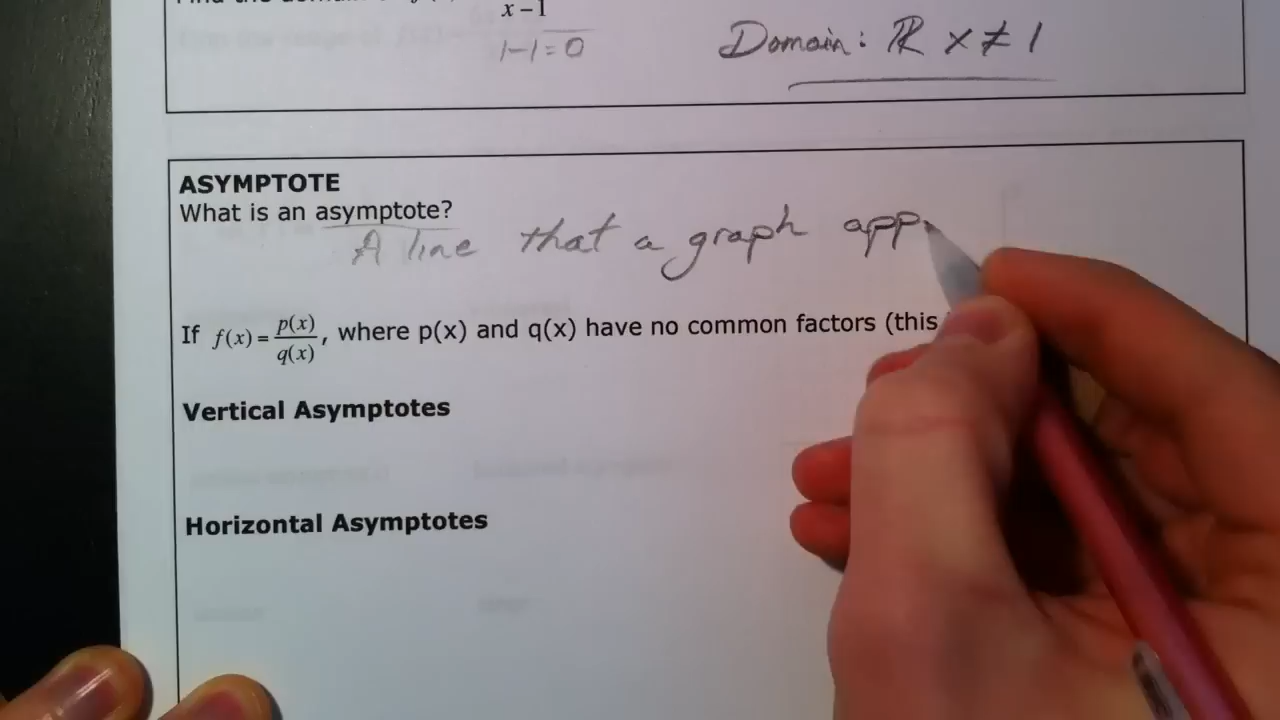 x-1
1-1=0
Domain: ℝ x≠1
ASYMPTOTE
What is an asymptote?
A line that a graph app
If f(x)=p(x)/q(x), where p(x) and q(x) have no common factors (this
Vertical Asymptotes
Horizontal Asymptotes